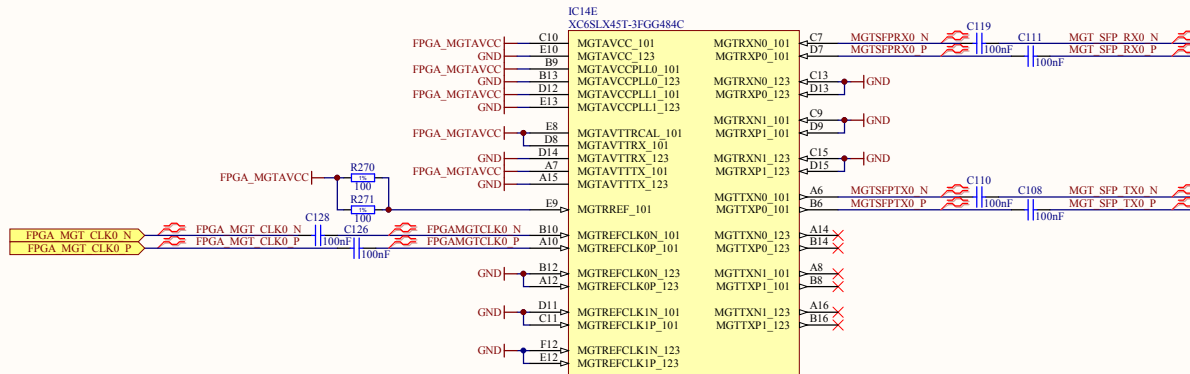 IC14E
XC6SLX45T-3FGG484C
FPGA_MGTAVCC C10 MGTAVCC_101
GND E10 MGTAVCC_123
FPGA_MGTAVCC B9 MGTAVCCPLL0_101
GND B13 MGTAVCCPLL0_123
FPGA_MGTAVCC D12 MGTAVCCPLL1_101
GND E13 MGTAVCCPLL1_123
FPGA_MGTAVCC E8 MGTAVTTRCAL_101
D8 MGTAVTTRX_101
GND D14 MGTAVTTRX_123
FPGA_MGTAVCC A7 MGTAVTTTX_101
GND A15 MGTAVTTTX_123
R270
FPGA_MGTAVCC 1%
100
R271
1%
100
E9 MGTRREF_101
FPGA_MGT_CLK0_N FPGA_MGT_CLK0_N C128 100nF FPGAMGTCLK0_N B10 MGTREFCLK0N_101
FPGA_MGT_CLK0_P FPGA_MGT_CLK0_P C126 100nF FPGAMGTCLK0_P A10 MGTREFCLK0P_101
GND B12 MGTREFCLK0N_123
A12 MGTREFCLK0P_123
GND D11 MGTREFCLK1N_101
C11 MGTREFCLK1P_101
GND F12 MGTREFCLK1N_123
E12 MGTREFCLK1P_123
MGTRXN0_101 C7 MGTSFPRX0_N C119 100nF MGT_SFP_RX0_N
MGTRXP0_101 D7 MGTSFPRX0_P C111 100nF MGT_SFP_RX0_P
MGTRXN0_123 C13 GND
MGTRXP0_123 D13
MGTRXN1_101 C9 GND
MGTRXP1_101 D9
MGTRXN1_123 C15 GND
MGTRXP1_123 D15
MGTTXN0_101 A6 MGTSFPTX0_N C110 100nF MGT_SFP_TX0_N
MGTTXP0_101 B6 MGTSFPTX0_P C108 100nF MGT_SFP_TX0_P
MGTTXN0_123 A14
MGTTXP0_123 B14
MGTTXN1_101 A8
MGTTXP1_101 B8
MGTTXN1_123 A16
MGTTXP1_123 B16